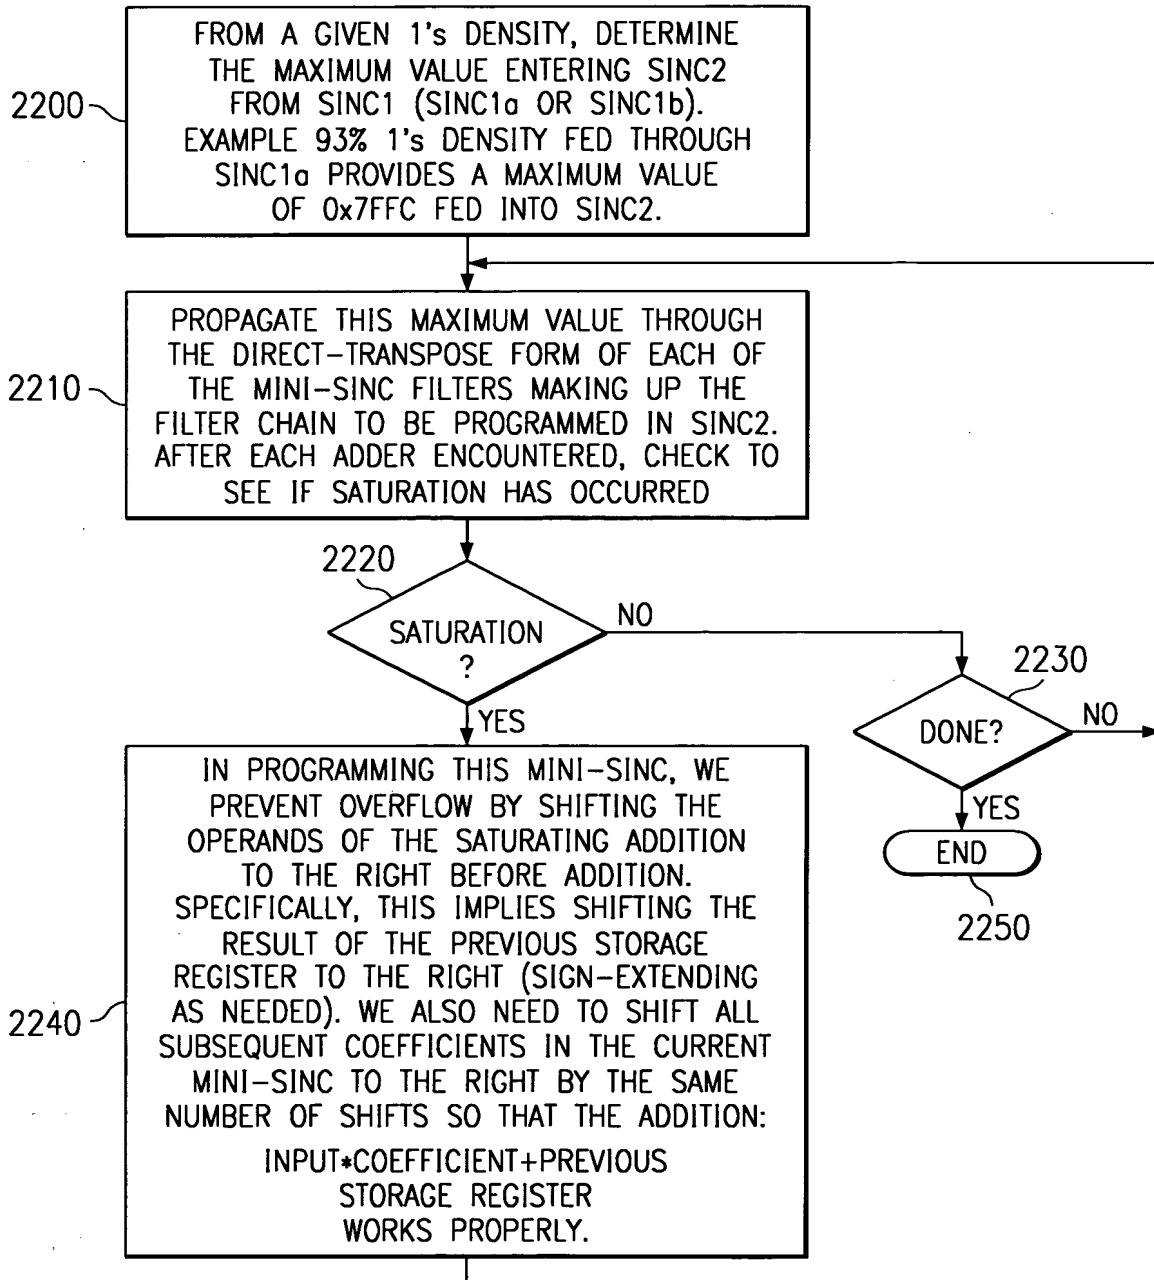 FROM A GIVEN 1's DENSITY, DETERMINE
THE MAXIMUM VALUE ENTERING SINC2
FROM SINC1 (SINC1a OR SINC1b).
EXAMPLE 93% 1's DENSITY FED THROUGH
SINC1a PROVIDES A MAXIMUM VALUE
OF 0x7FFC FED INTO SINC2.
2200
PROPAGATE THIS MAXIMUM VALUE THROUGH
THE DIRECT-TRANSPOSE FORM OF EACH OF
THE MINI-SINC FILTERS MAKING UP THE
FILTER CHAIN TO BE PROGRAMMED IN SINC2.
AFTER EACH ADDER ENCOUNTERED, CHECK TO
SEE IF SATURATION HAS OCCURRED
2210
2220
SATURATION
?
NO
YES
2230
DONE?
NO
YES
END
2250
IN PROGRAMMING THIS MINI-SINC, WE
PREVENT OVERFLOW BY SHIFTING THE
OPERANDS OF THE SATURATING ADDITION
TO THE RIGHT BEFORE ADDITION.
SPECIFICALLY, THIS IMPLIES SHIFTING THE
RESULT OF THE PREVIOUS STORAGE
REGISTER TO THE RIGHT (SIGN-EXTENDING
AS NEEDED). WE ALSO NEED TO SHIFT ALL
SUBSEQUENT COEFFICIENTS IN THE CURRENT
MINI-SINC TO THE RIGHT BY THE SAME
NUMBER OF SHIFTS SO THAT THE ADDITION:
INPUT*COEFFICIENT+PREVIOUS
STORAGE REGISTER
WORKS PROPERLY.
2240